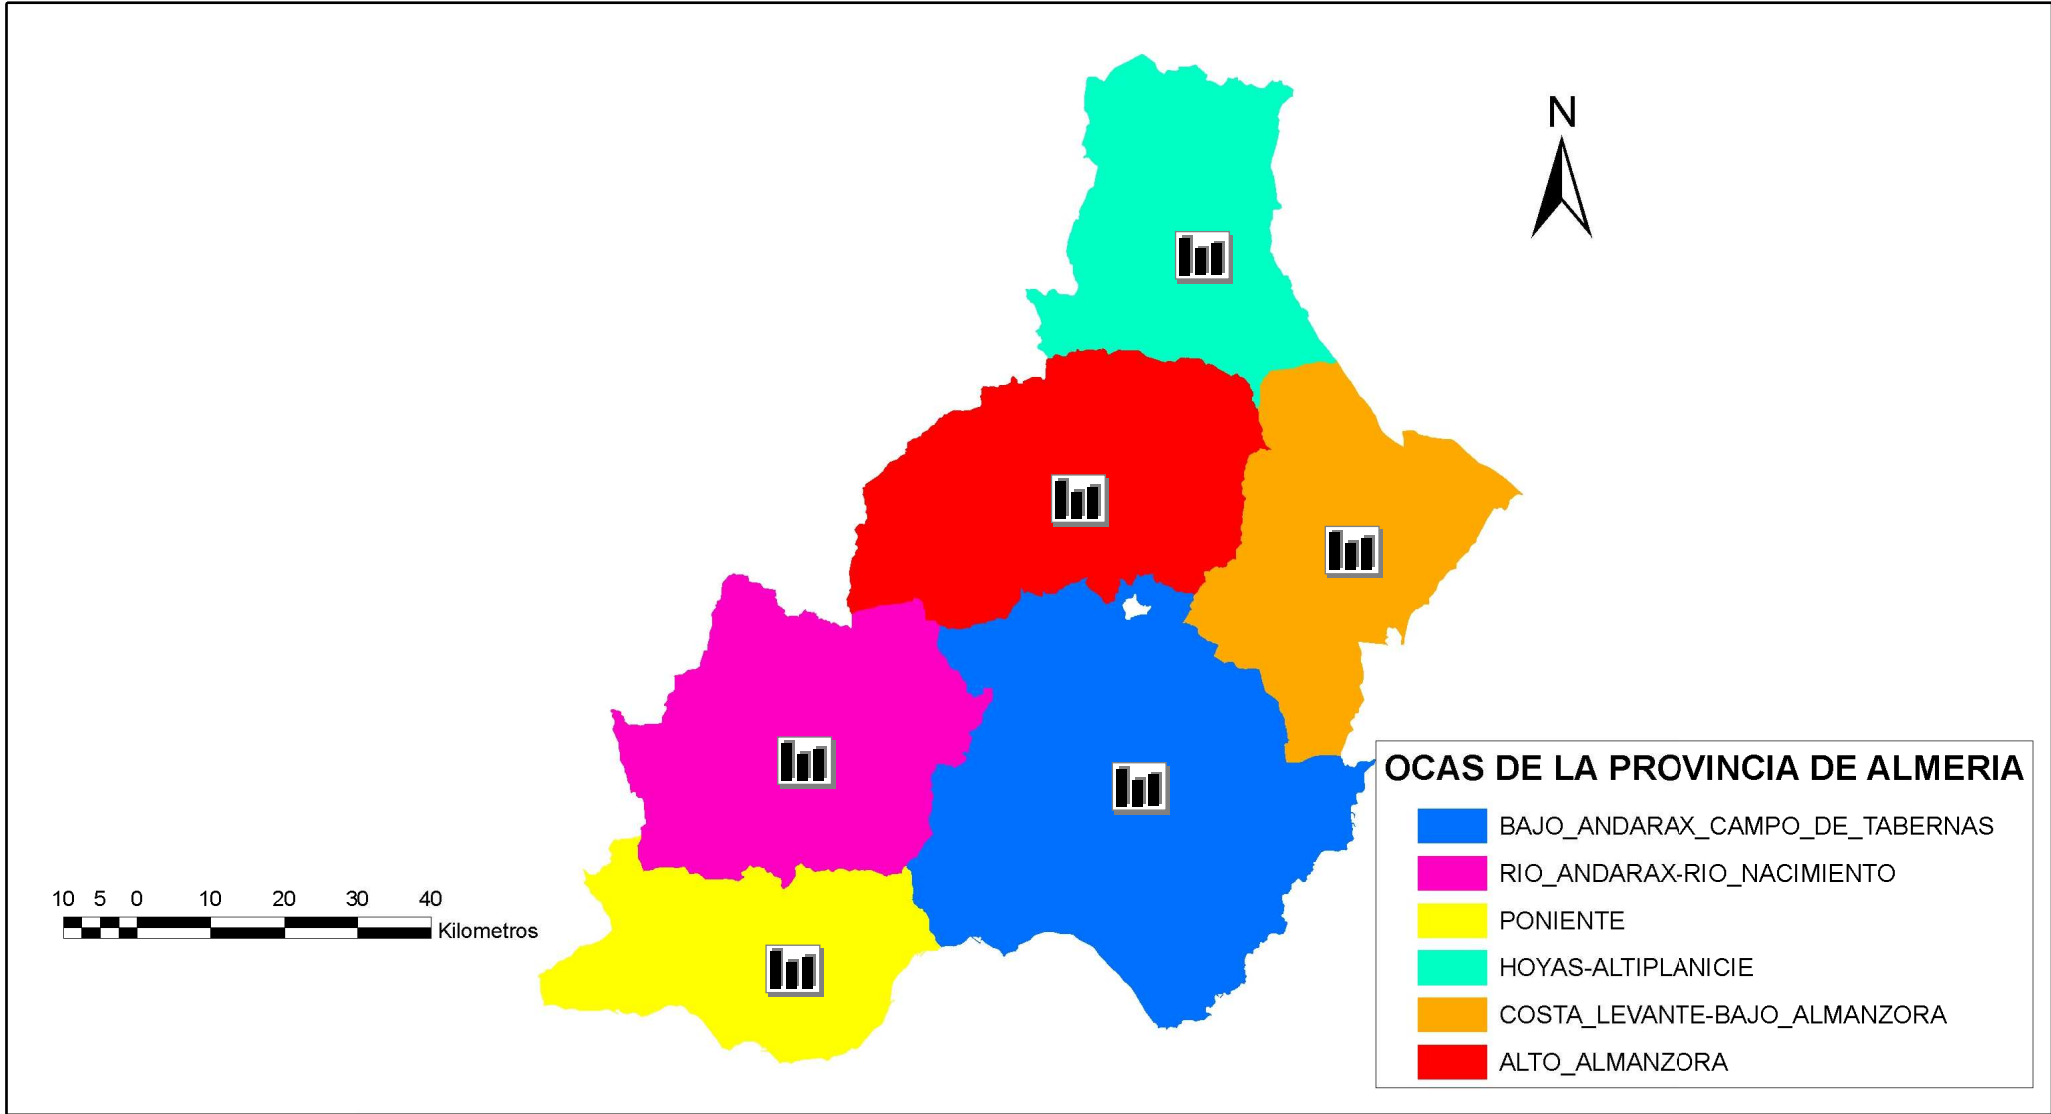 N
OCAS DE LA PROVINCIA DE ALMERIA
BAJO_ANDARAX_CAMPO_DE_TABERNAS
RIO_ANDARAX-RIO_NACIMIENTO
PONIENTE
HOYAS-ALTIPLANICIE
COSTA_LEVANTE-BAJO_ALMANZORA
ALTO_ALMANZORA
10 5 0 10 20 30 40
Kilometros